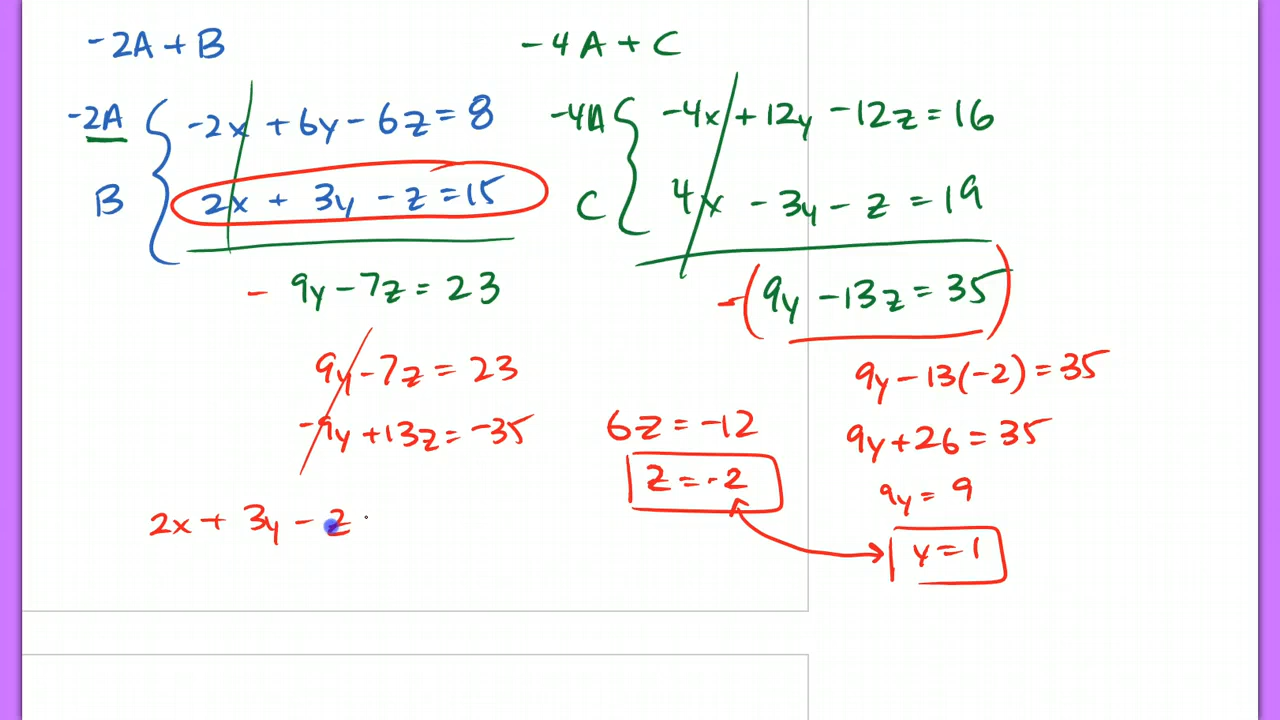 -2A + B
-2A -2x + 6y - 6z = 8
B 2x + 3y - z = 15
- 9y - 7z = 23
9y - 7z = 23
-9y + 13z = -35
2x + 3y - z
-4A + C
-4A -4x + 12y - 12z = 16
C 4x - 3y - z = 19
-(9y - 13z = 35)
6z = -12
z = -2
9y - 13(-2) = 35
9y + 26 = 35
9y = 9
y = 1